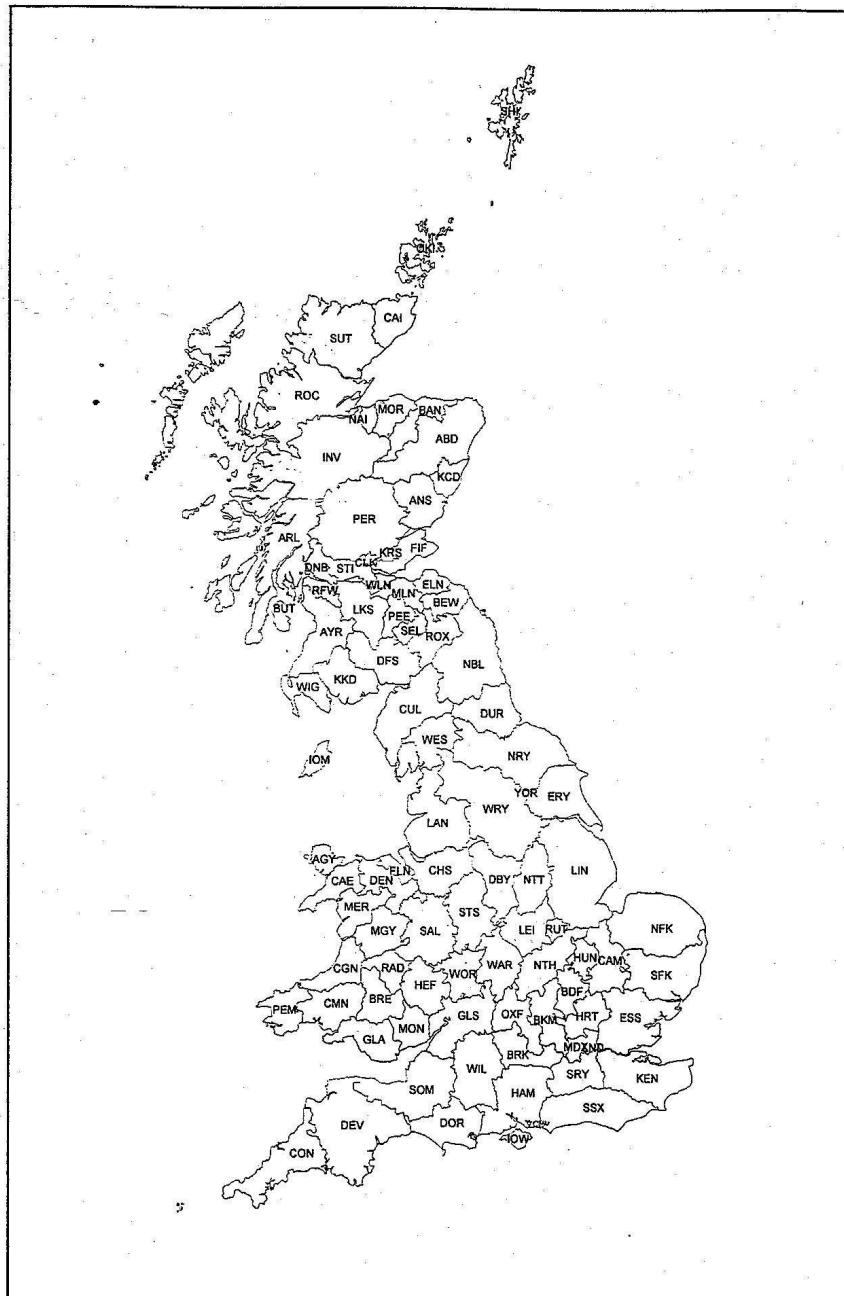 SHI
OKI
CAI
SUT
ROC
MOR
BAN
NAI
ABD
INV
KCD
ANS
PER
ARL
FIF
KRS
CLK
DNB
STI
WLN
ELN
RFW
MLN
BEW
BUT
LKS
PEE
SEL
AYR
ROX
DFS
NBL
KKD
WIG
CUL
DUR
WES
NRY
IOM
YOR
ERY
WRY
LAN
AGY
FLN
CHS
LIN
CAE
DEN
DBY
NTT
MER
STS
NFK
MGY
SAL
LEI
RUT
HUN
CAM
CGN
RAD
WOR
WAR
NTH
SFK
HEF
BDF
PEM
CMN
BRE
GLS
OXF
BKM
HRT
ESS
MON
GLA
MDX
BRK
WIL
SRY
KEN
SOM
HAM
SSX
DEV
DOR
IOW
CON